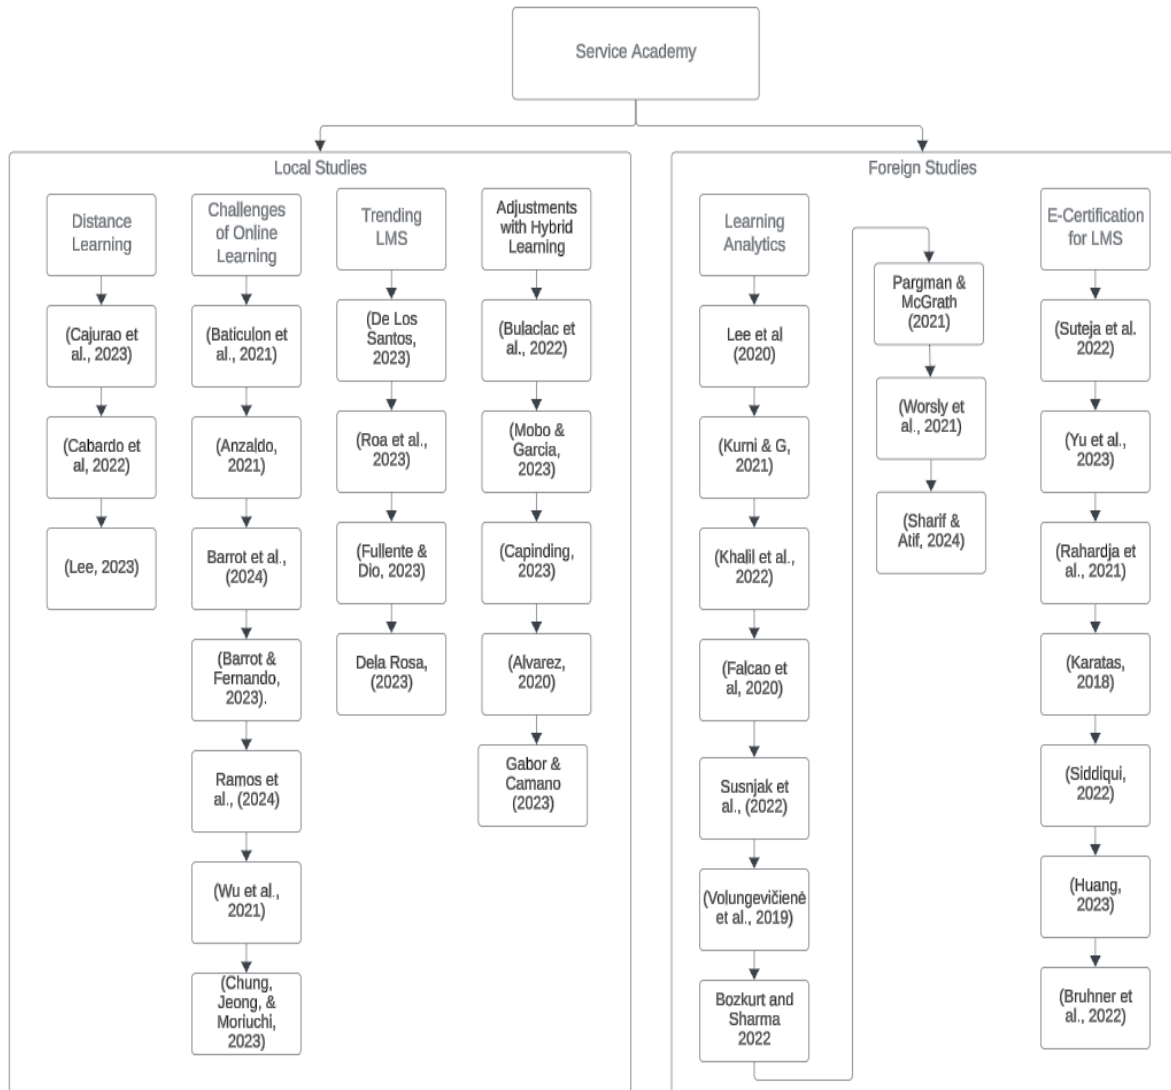 Service Academy
Local Studies
Distance
Learning
(Cajurao et
al., 2023)
(Cabardo et
al, 2022)
(Lee, 2023)
Challenges
of Online
Learning
(Baticulon
et al., 2021)
(Anzaldo,
2021)
Barrot et al.,
(2024)
(Barrot &
Fernando,
2023).
Ramos et
al., (2024)
(Wu et al.,
2021)
(Chung,
Jeong, &
Moriuchi,
2023)
Trending
LMS
(De Los
Santos,
2023)
(Roa et al.,
2023)
(Fullente &
Dio, 2023)
Dela Rosa,
(2023)
Adjustments
with Hybrid
Learning
(Bulaclac et
al., 2022)
(Mobo &
Garcia,
2023)
(Capinding,
2023)
(Alvarez,
2020)
Gabor &
Camano
(2023)
Foreign Studies
Learning
Analytics
Lee et al
(2020)
(Kurni & G,
2021)
(Khalil et al.,
2022)
(Falcao et
al, 2020)
Susnjak et
al., (2022)
(Volungevičienė
et al., 2019)
Bozkurt and
Sharma
2022
Pargman &
McGrath
(2021)
(Worsly et
al., 2021)
(Sharif &
Atif, 2024)
E-Certification
for LMS
(Suteja et al.
2022)
(Yu et al.,
2023)
(Rahardja et
al., 2021)
(Karatas,
2018)
(Siddiqui,
2022)
(Huang,
2023)
(Bruhner et
al., 2022)